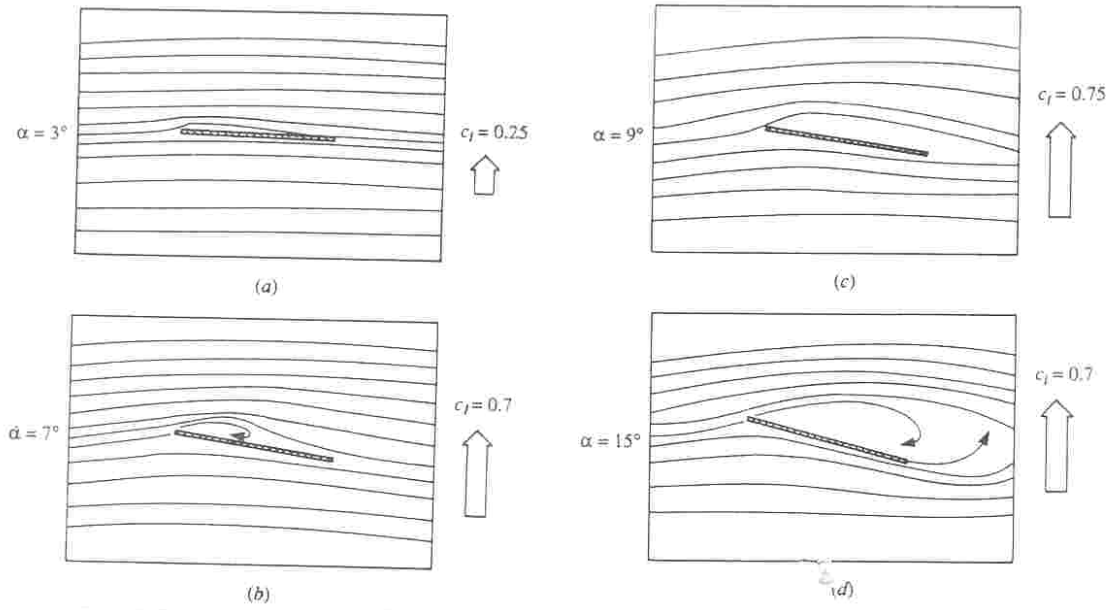 α = 3°
c_l = 0.25
(a)
α = 9°
c_l = 0.75
(c)
α = 7°
c_l = 0.7
(b)
α = 15°
c_l = 0.7
(d)